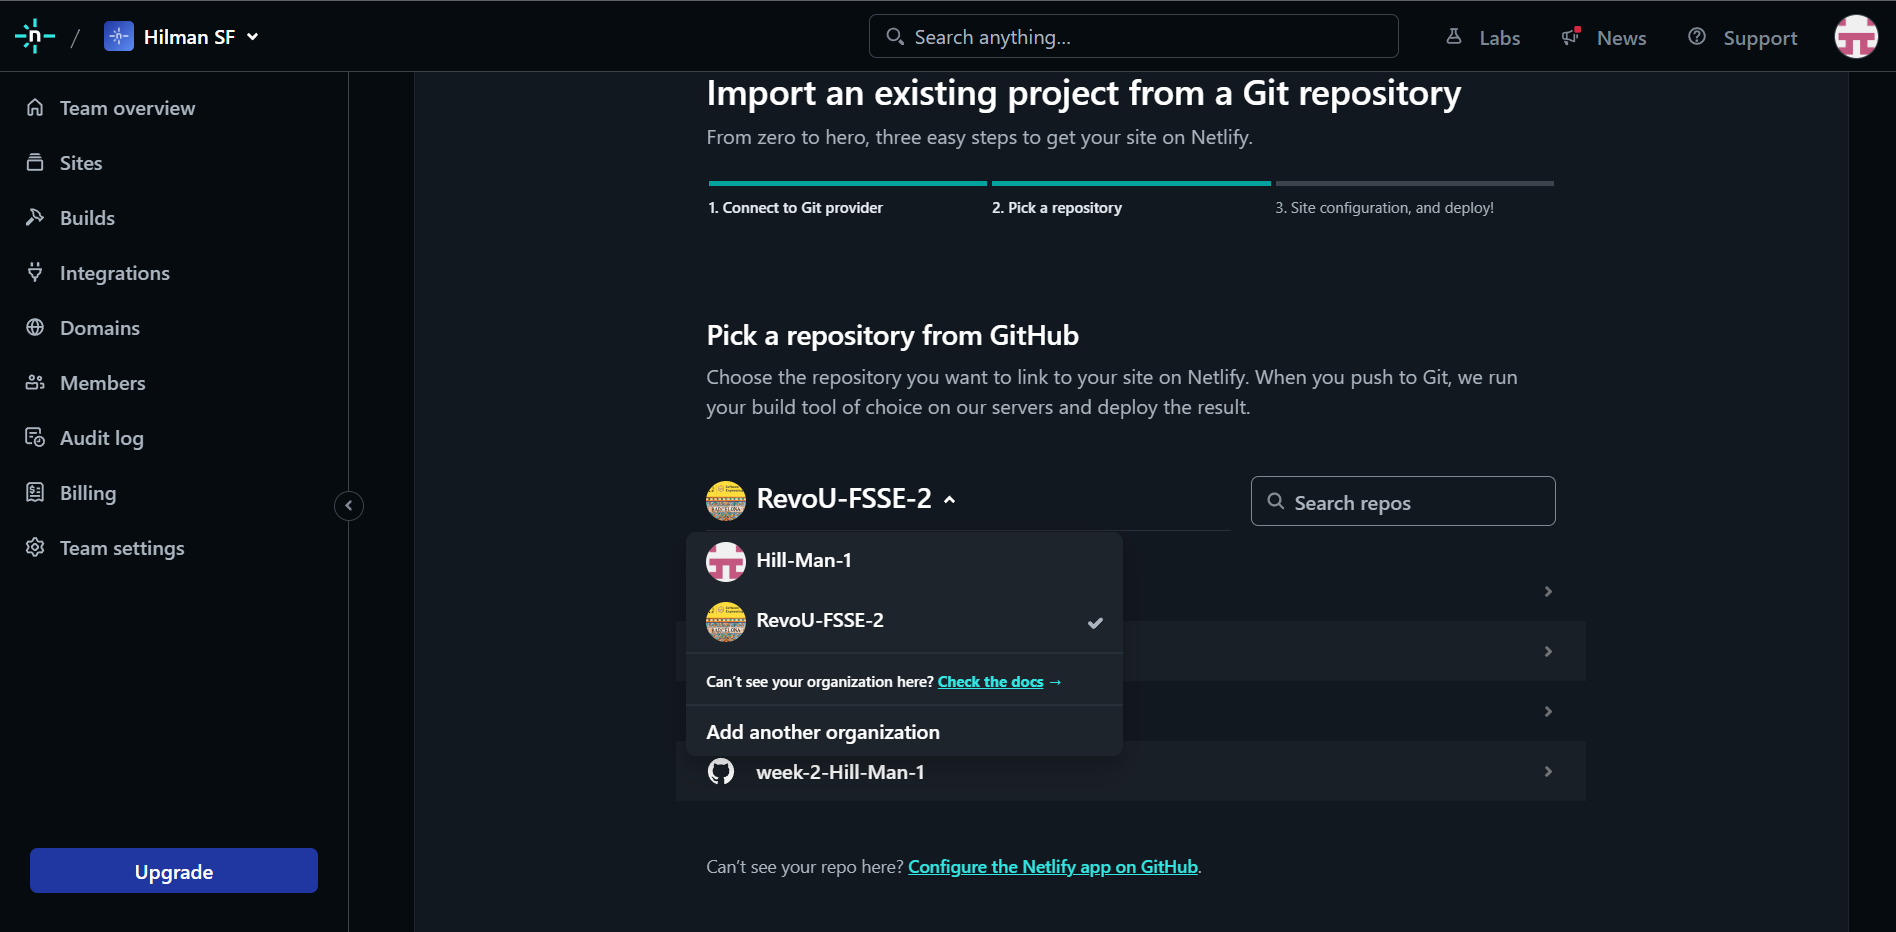 / Hilman SF
Search anything...
Labs
News
Support
Team overview
Sites
Builds
Integrations
Domains
Members
Audit log
Billing
Team settings
Upgrade
Import an existing project from a Git repository
From zero to hero, three easy steps to get your site on Netlify.
1. Connect to Git provider
2. Pick a repository
3. Site configuration, and deploy!
Pick a repository from GitHub
Choose the repository you want to link to your site on Netlify. When you push to Git, we run
your build tool of choice on our servers and deploy the result.
RevoU-FSSE-2
Search repos
Hill-Man-1
RevoU-FSSE-2
Can't see your organization here? Check the docs →
Add another organization
week-2-Hill-Man-1
Can't see your repo here? Configure the Netlify app on GitHub.